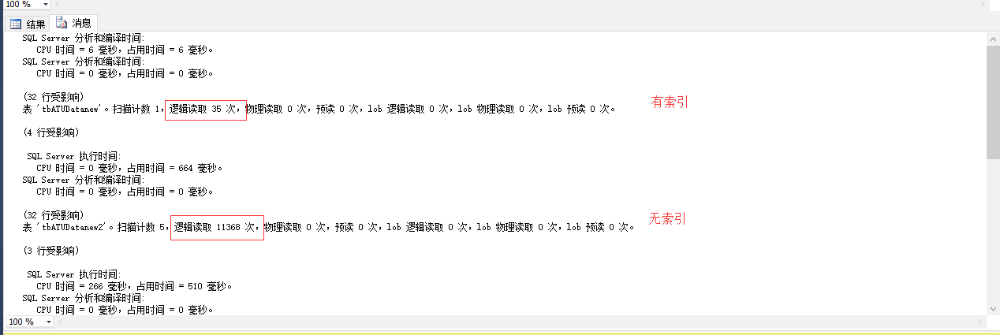 100 %
结果 消息
SQL Server 分析和编译时间:
CPU 时间 = 6 毫秒，占用时间 = 6 毫秒。
SQL Server 分析和编译时间:
CPU 时间 = 0 毫秒，占用时间 = 0 毫秒。
(32 行受影响)
表 'tbATUDatanew'。扫描计数 1，逻辑读取 35 次，物理读取 0 次，预读 0 次，lob 逻辑读取 0 次，lob 物理读取 0 次，lob 预读 0 次。 有索引
(4 行受影响)
SQL Server 执行时间:
CPU 时间 = 0 毫秒，占用时间 = 664 毫秒。
SQL Server 分析和编译时间:
CPU 时间 = 0 毫秒，占用时间 = 0 毫秒。
(32 行受影响)
表 'tbATUDatanew2'。扫描计数 5，逻辑读取 11368 次，物理读取 0 次，预读 0 次，lob 逻辑读取 0 次，lob 物理读取 0 次，lob 预读 0 次。 无索引
(3 行受影响)
SQL Server 执行时间:
CPU 时间 = 266 毫秒，占用时间 = 510 毫秒。
SQL Server 分析和编译时间:
CPU 时间 = 0 毫秒，占用时间 = 0 毫秒。
100 %